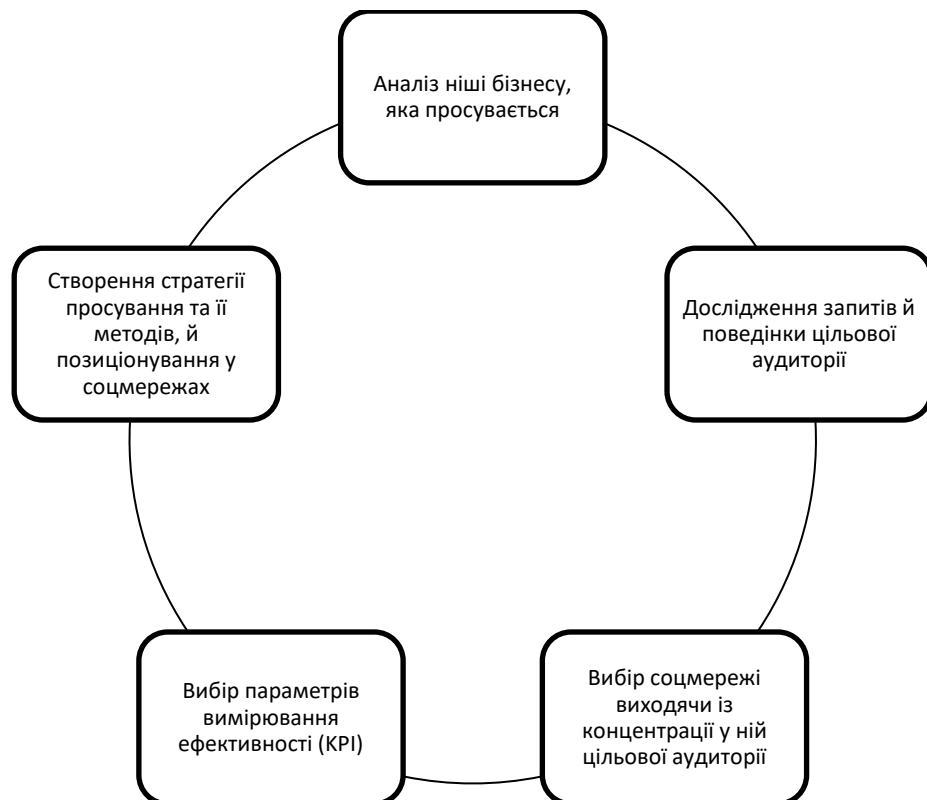 Аналіз ніші бізнесу,
яка просувається
Дослідження запитів й
поведінки цільової
аудиторії
Вибір соцмережі
виходячи із
концентрації у ній
цільової аудиторії
Вибір параметрів
вимірювання
ефективності (KPI)
Створення стратегії
просування та її
методів, й
позиціонування у
соцмережах